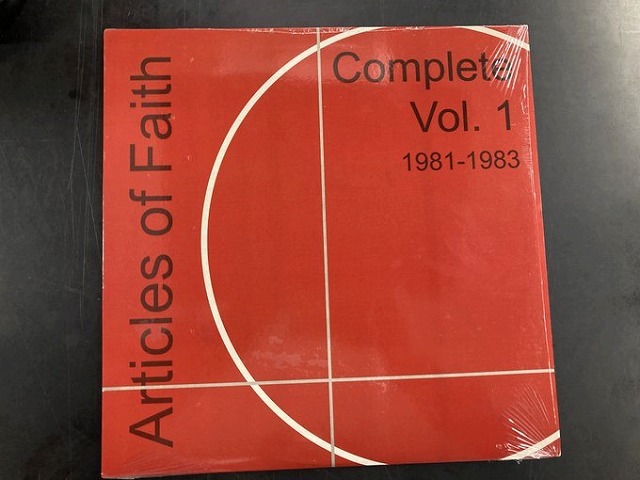 Articles of Faith
Complete
Vol. 1
1981-1983